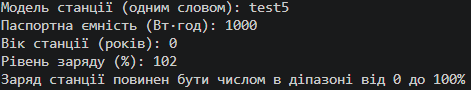 Модель станції (одним словом): test5
Паспортна ємність (Вт·год): 1000
Вік станції (років): 0
Рівень заряду (%): 102
Заряд станції повинен бути числом в діпазоні від 0 до 100%